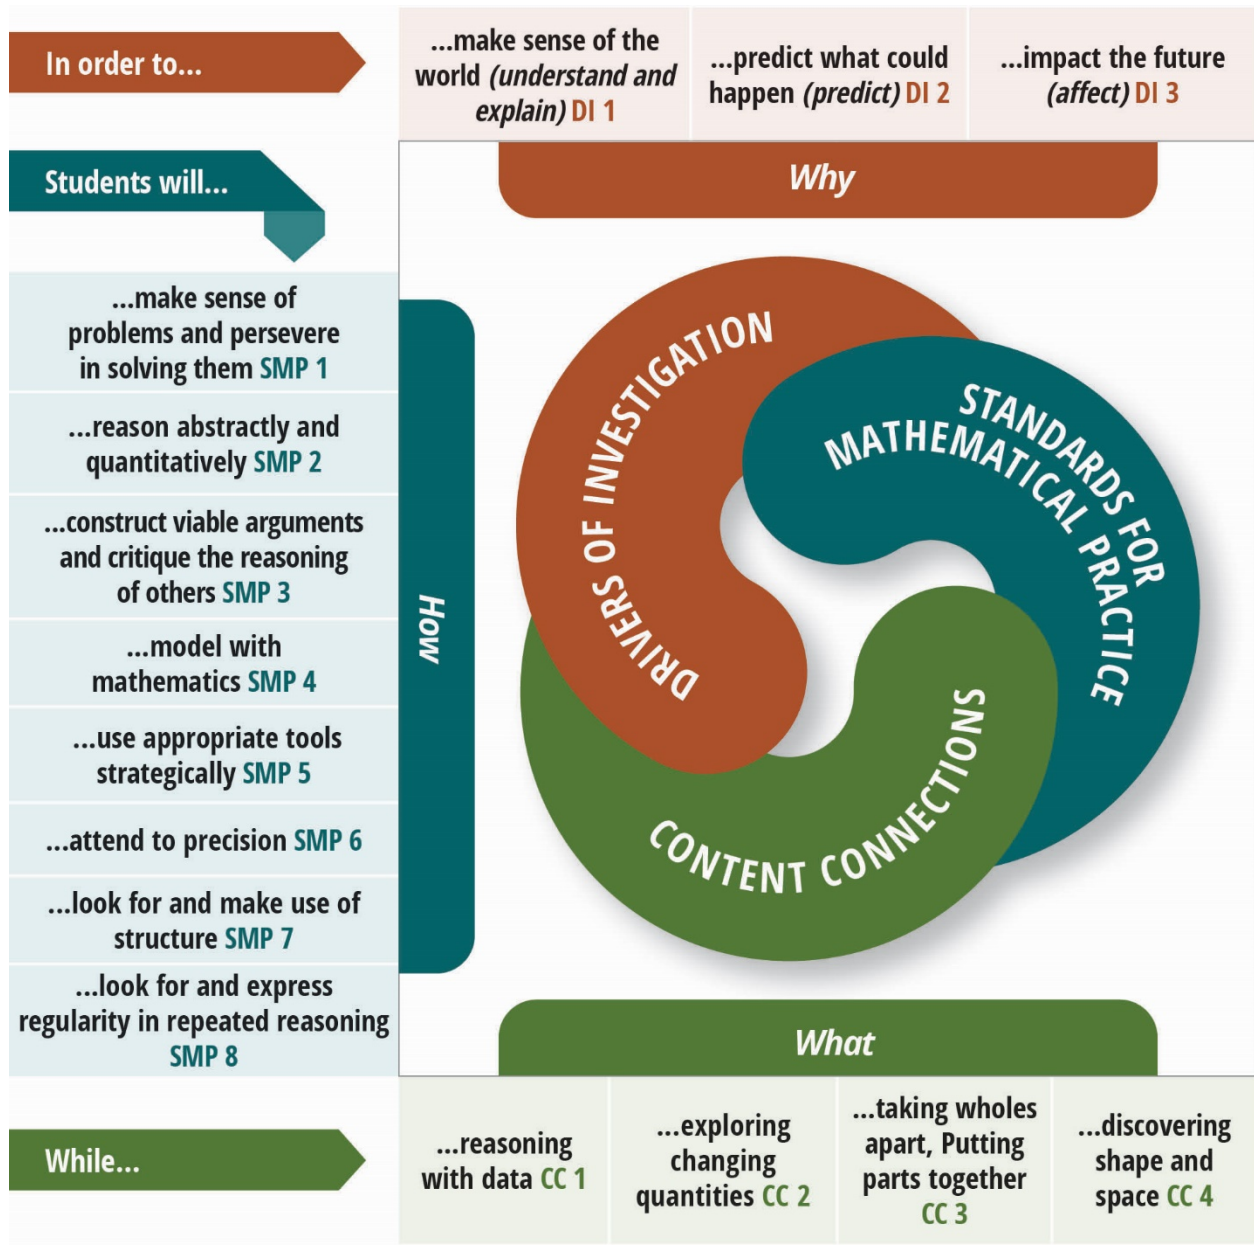 In order to...
...make sense of the
world (understand and
explain) DI 1
...predict what could
happen (predict) DI 2
...impact the future
(affect) DI 3
Students will...
Why
...make sense of
problems and persevere
in solving them SMP 1
...reason abstractly and
quantitatively SMP 2
...construct viable arguments
and critique the reasoning
of others SMP 3
...model with
mathematics SMP 4
...use appropriate tools
strategically SMP 5
...attend to precision SMP 6
...look for and make use of
structure SMP 7
...look for and express
regularity in repeated reasoning
SMP 8
How
DRIVERS OF INVESTIGATION
STANDARDS FOR
MATHEMATICAL PRACTICE
CONTENT CONNECTIONS
What
While...
...reasoning
with data CC 1
...exploring
changing
quantities CC 2
...taking wholes
apart, Putting
parts together
CC 3
...discovering
shape and
space CC 4